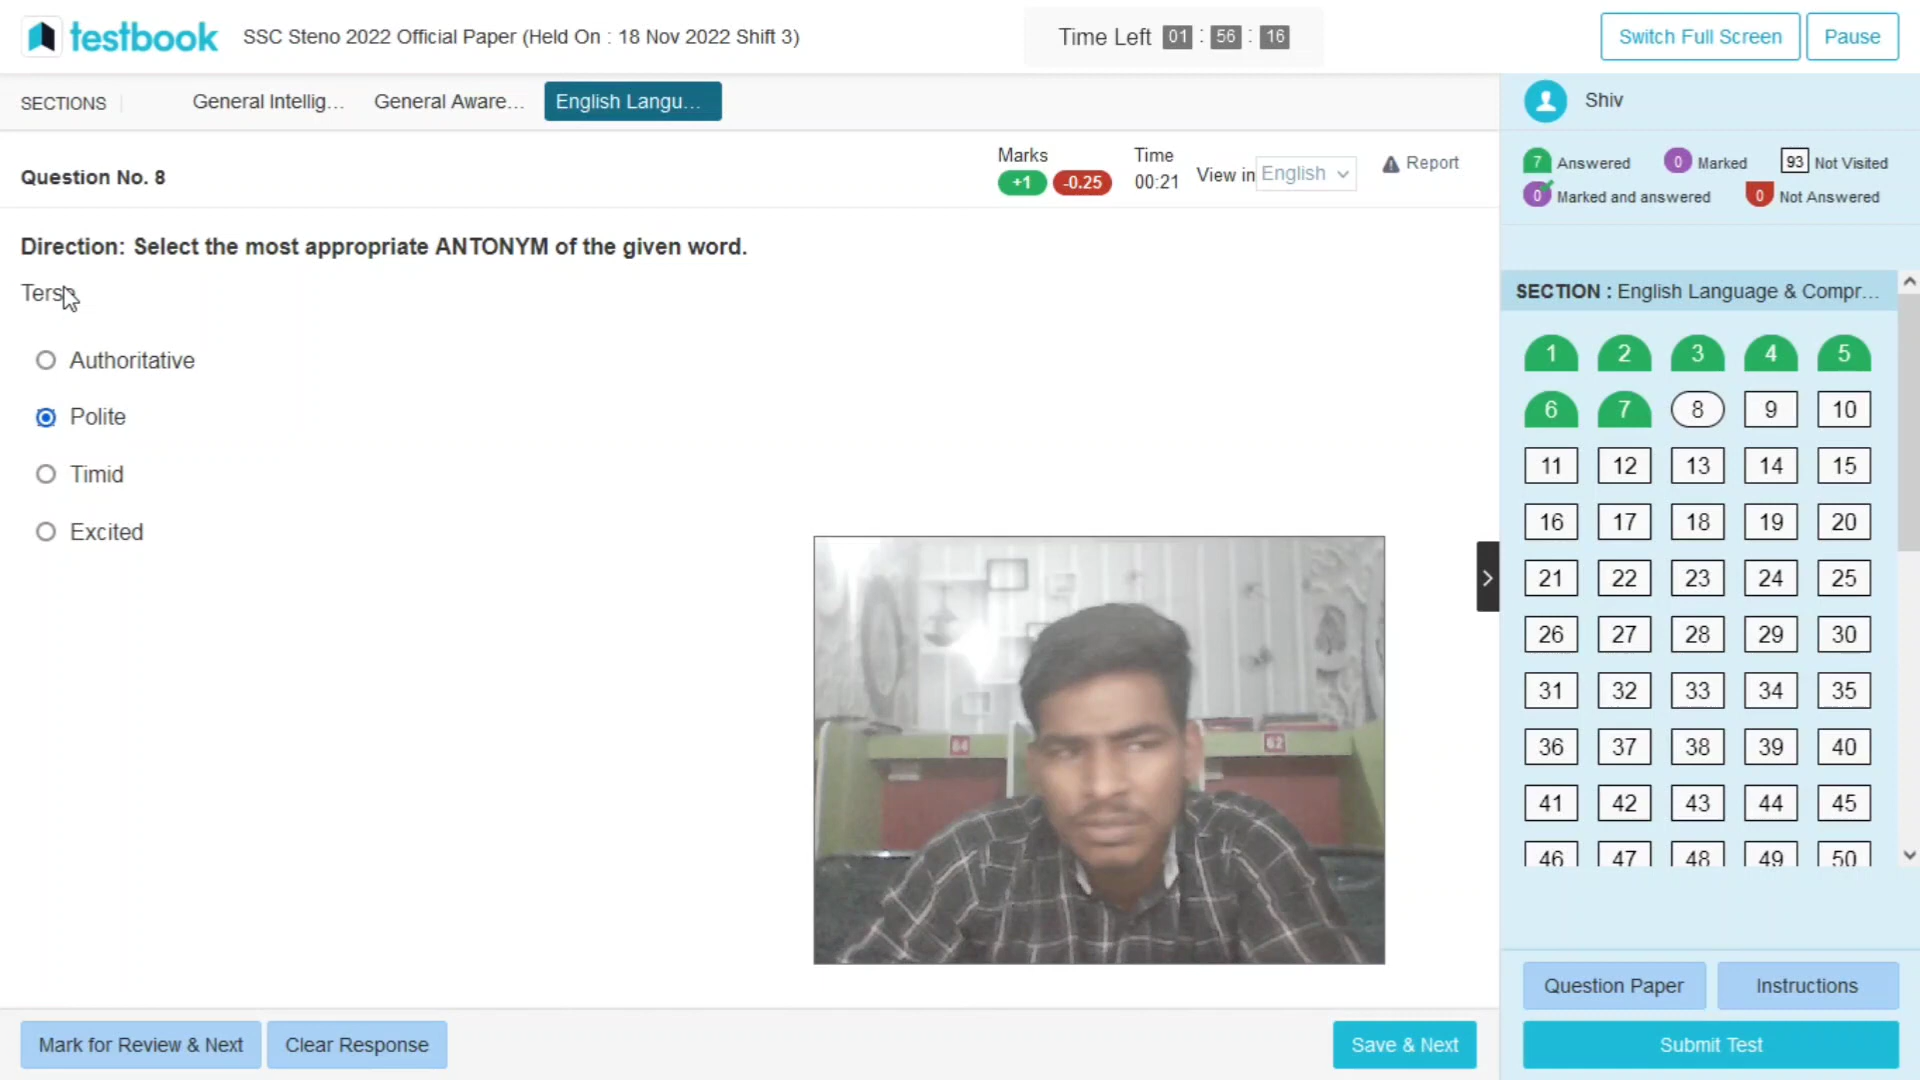 testbook
SSC Steno 2022 Official Paper (Held On : 18 Nov 2022 Shift 3)
Time Left 01 : 56 : 16
Switch Full Screen
Pause
SECTIONS
General Intellig...
General Aware...
English Langu...
Shiv
Question No. 8
Marks
+1 -0.25
Time
00:21
View in English
Report
7 Answered
0 Marked
93 Not Visited
0 Marked and answered
0 Not Answered
Direction: Select the most appropriate ANTONYM of the given word.
Terse
Authoritative
Polite
Timid
Excited
SECTION : English Language & Compr...
1 2 3 4 5
6 7 8 9 10
11 12 13 14 15
16 17 18 19 20
21 22 23 24 25
26 27 28 29 30
31 32 33 34 35
36 37 38 39 40
41 42 43 44 45
46 47 48 49 50
64
62
Question Paper
Instructions
Mark for Review & Next
Clear Response
Save & Next
Submit Test